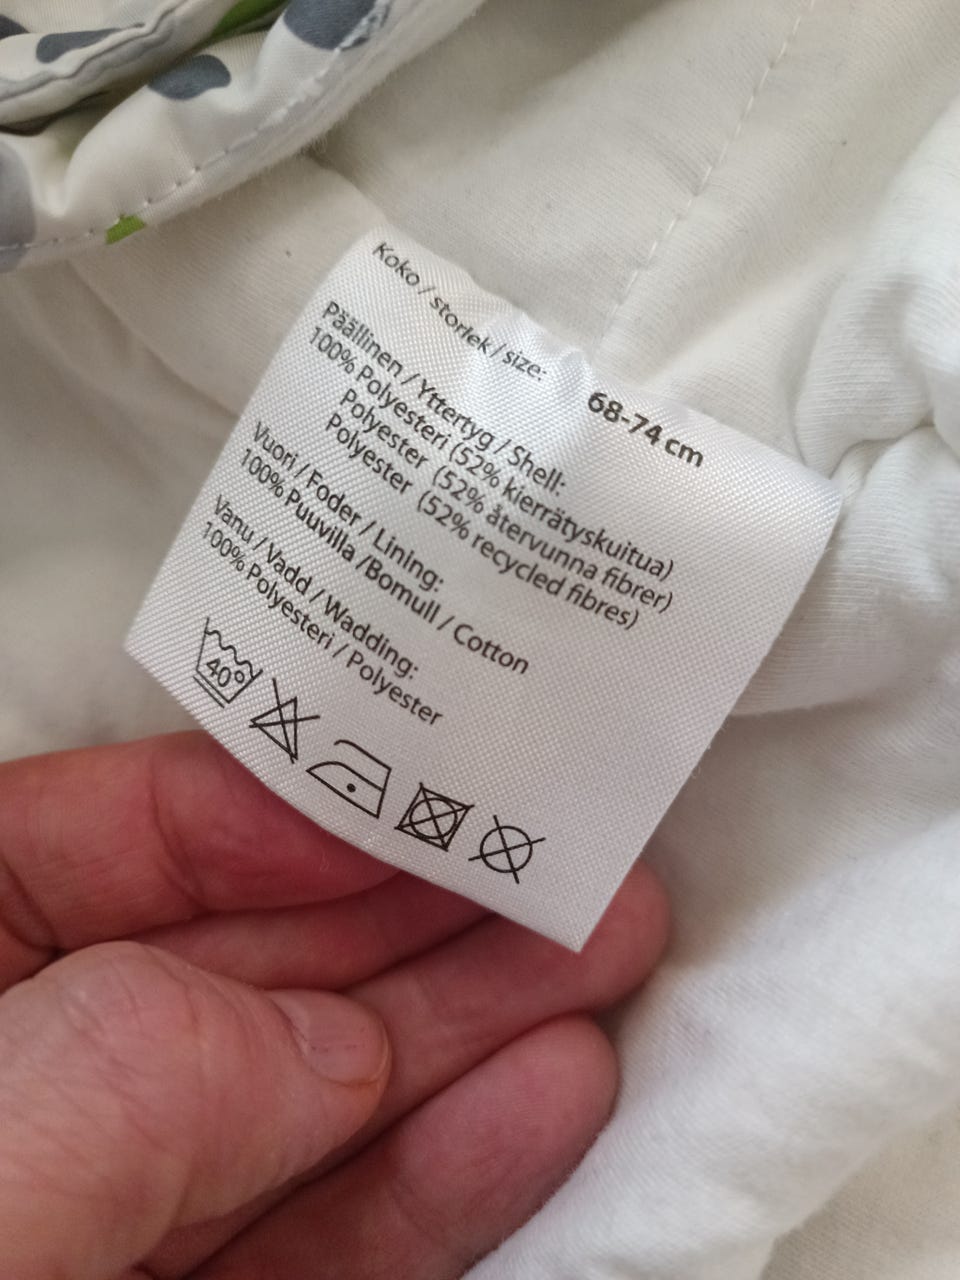 Koko / storlek / size: 68-74 cm
Päällinen / Yttertyg / Shell:
100% Polyesteri (52% kierrätyskuitua)
Polyester (52% återvunna fibrer)
Polyester (52% recycled fibres)
Vuori / Foder / Lining:
100% Puuvilla /Bomull / Cotton
Vanu / Vadd / Wadding:
100% Polyesteri / Polyester
40°